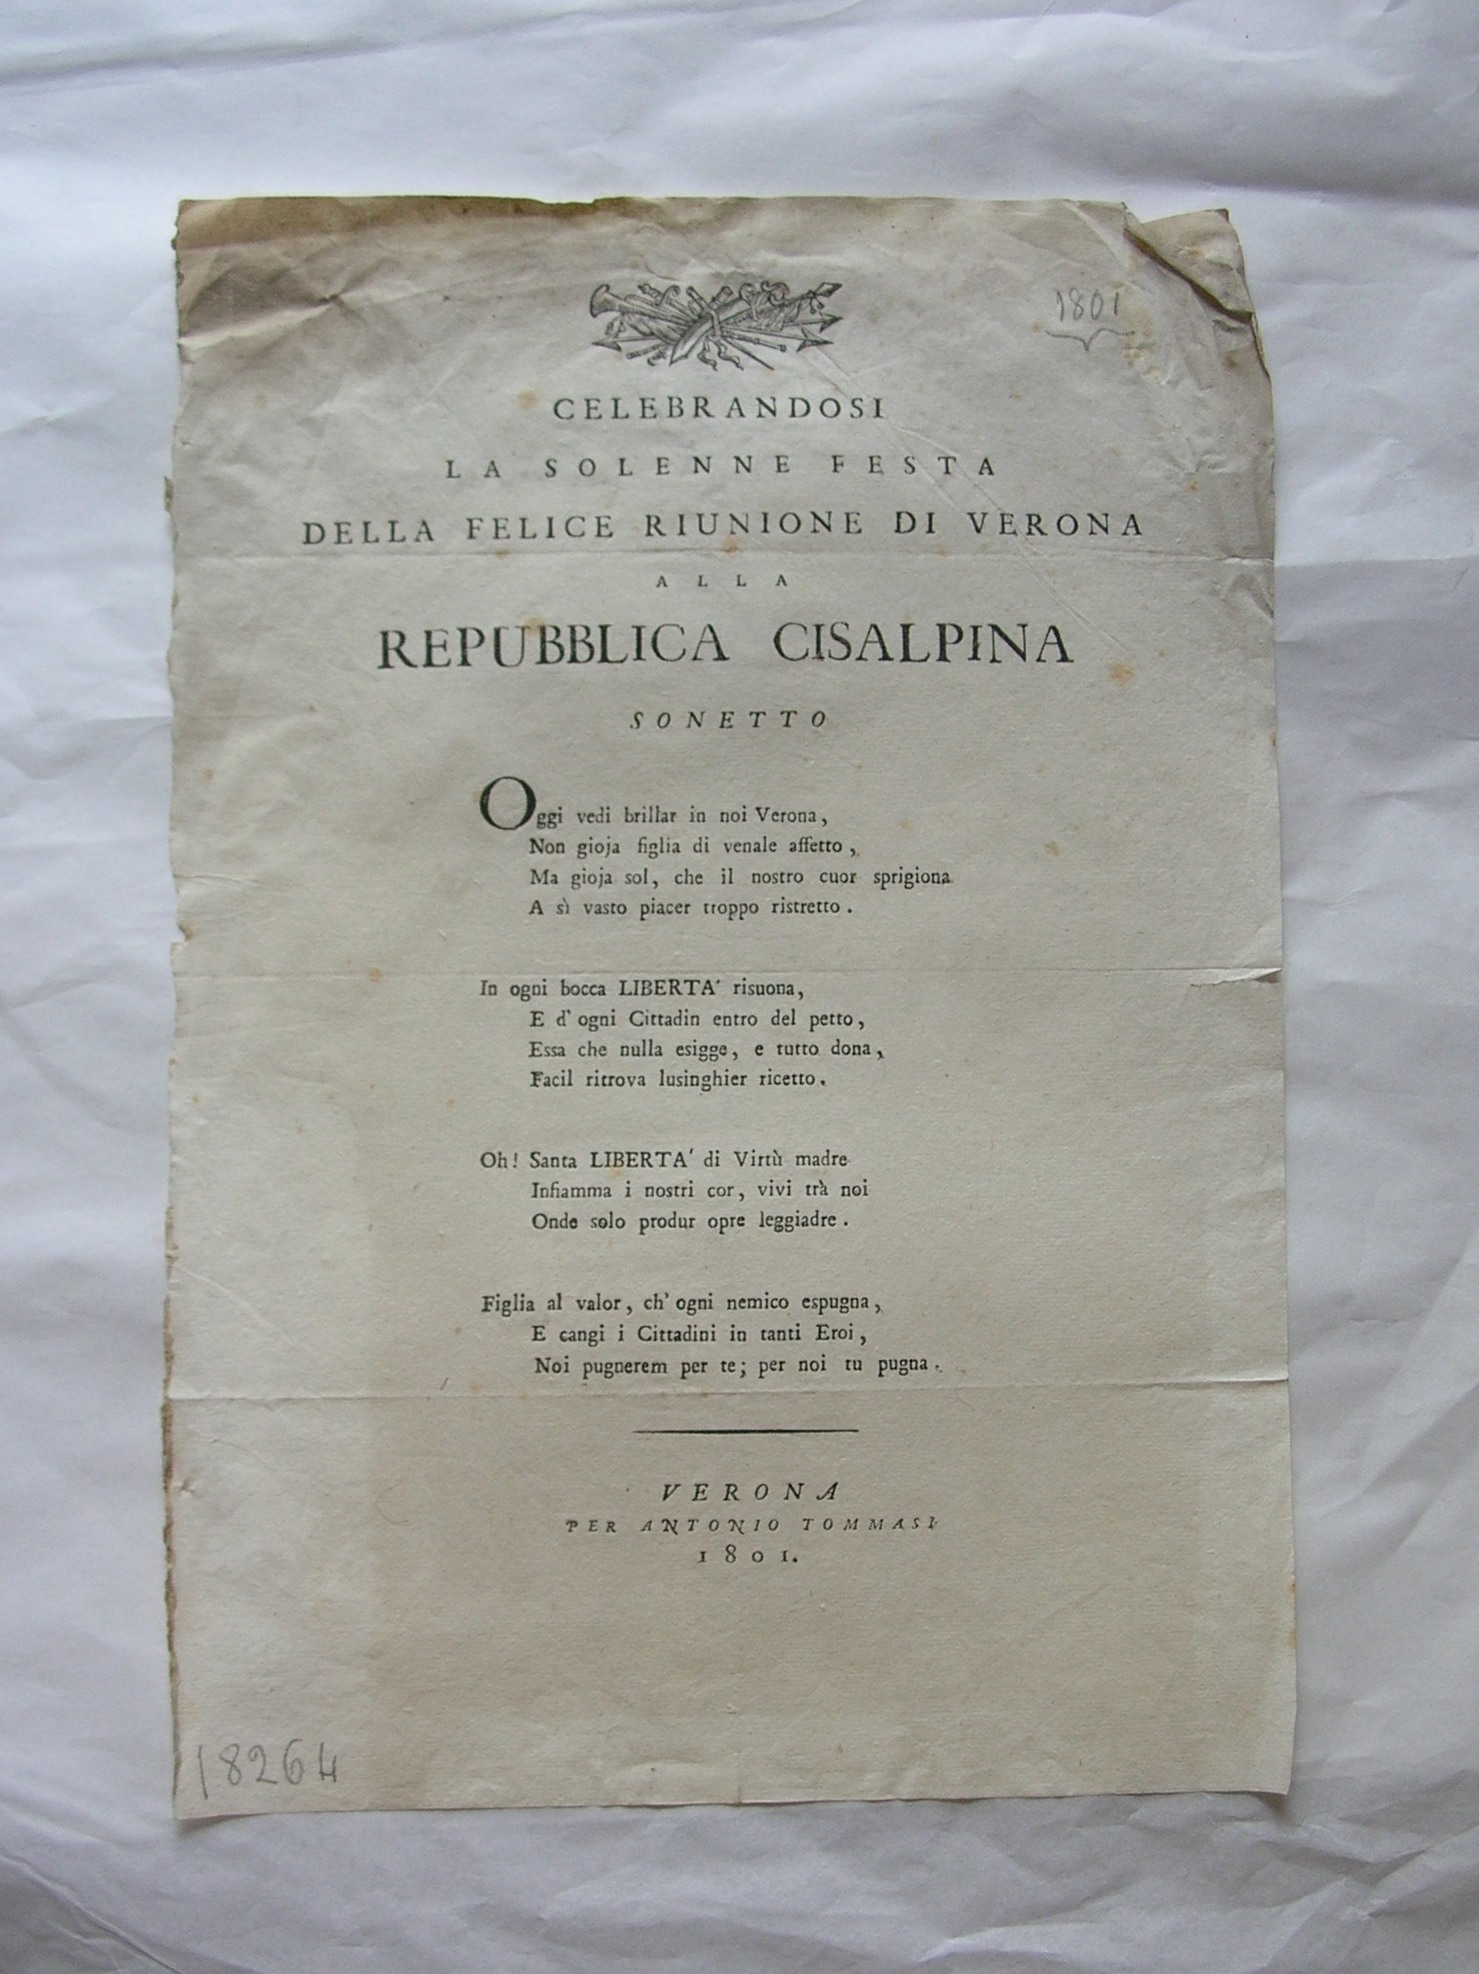 1801
CELEBRANDOSI
LA SOLENNE FESTA
DELLA FELICE RIUNIONE DI VERONA
ALLA
REPUBBLICA CISALPINA
SONETTO
Oggi vedi brillar in noi Verona,
Non gioja figlia di venale affetto,
Ma gioja sol, che il nostro cuor sprigiona
A sì vasto piacer troppo ristretto.
In ogni bocca LIBERTA' risuona,
E d' ogni Cittadin entro del petto,
Essa che nulla esigge, e tutto dona,
Facil ritrova lusinghier ricetto.
Oh! Santa LIBERTA' di Virtù madre
Infiamma i nostri cor, vivi trà noi
Onde solo produr opre leggiadre.
Figlia al valor, ch' ogni nemico espugna,
E cangi i Cittadini in tanti Eroi,
Noi pugnerem per te; per noi tu pugna.
VERONA
PER ANTONIO TOMMASI
1801.
18264